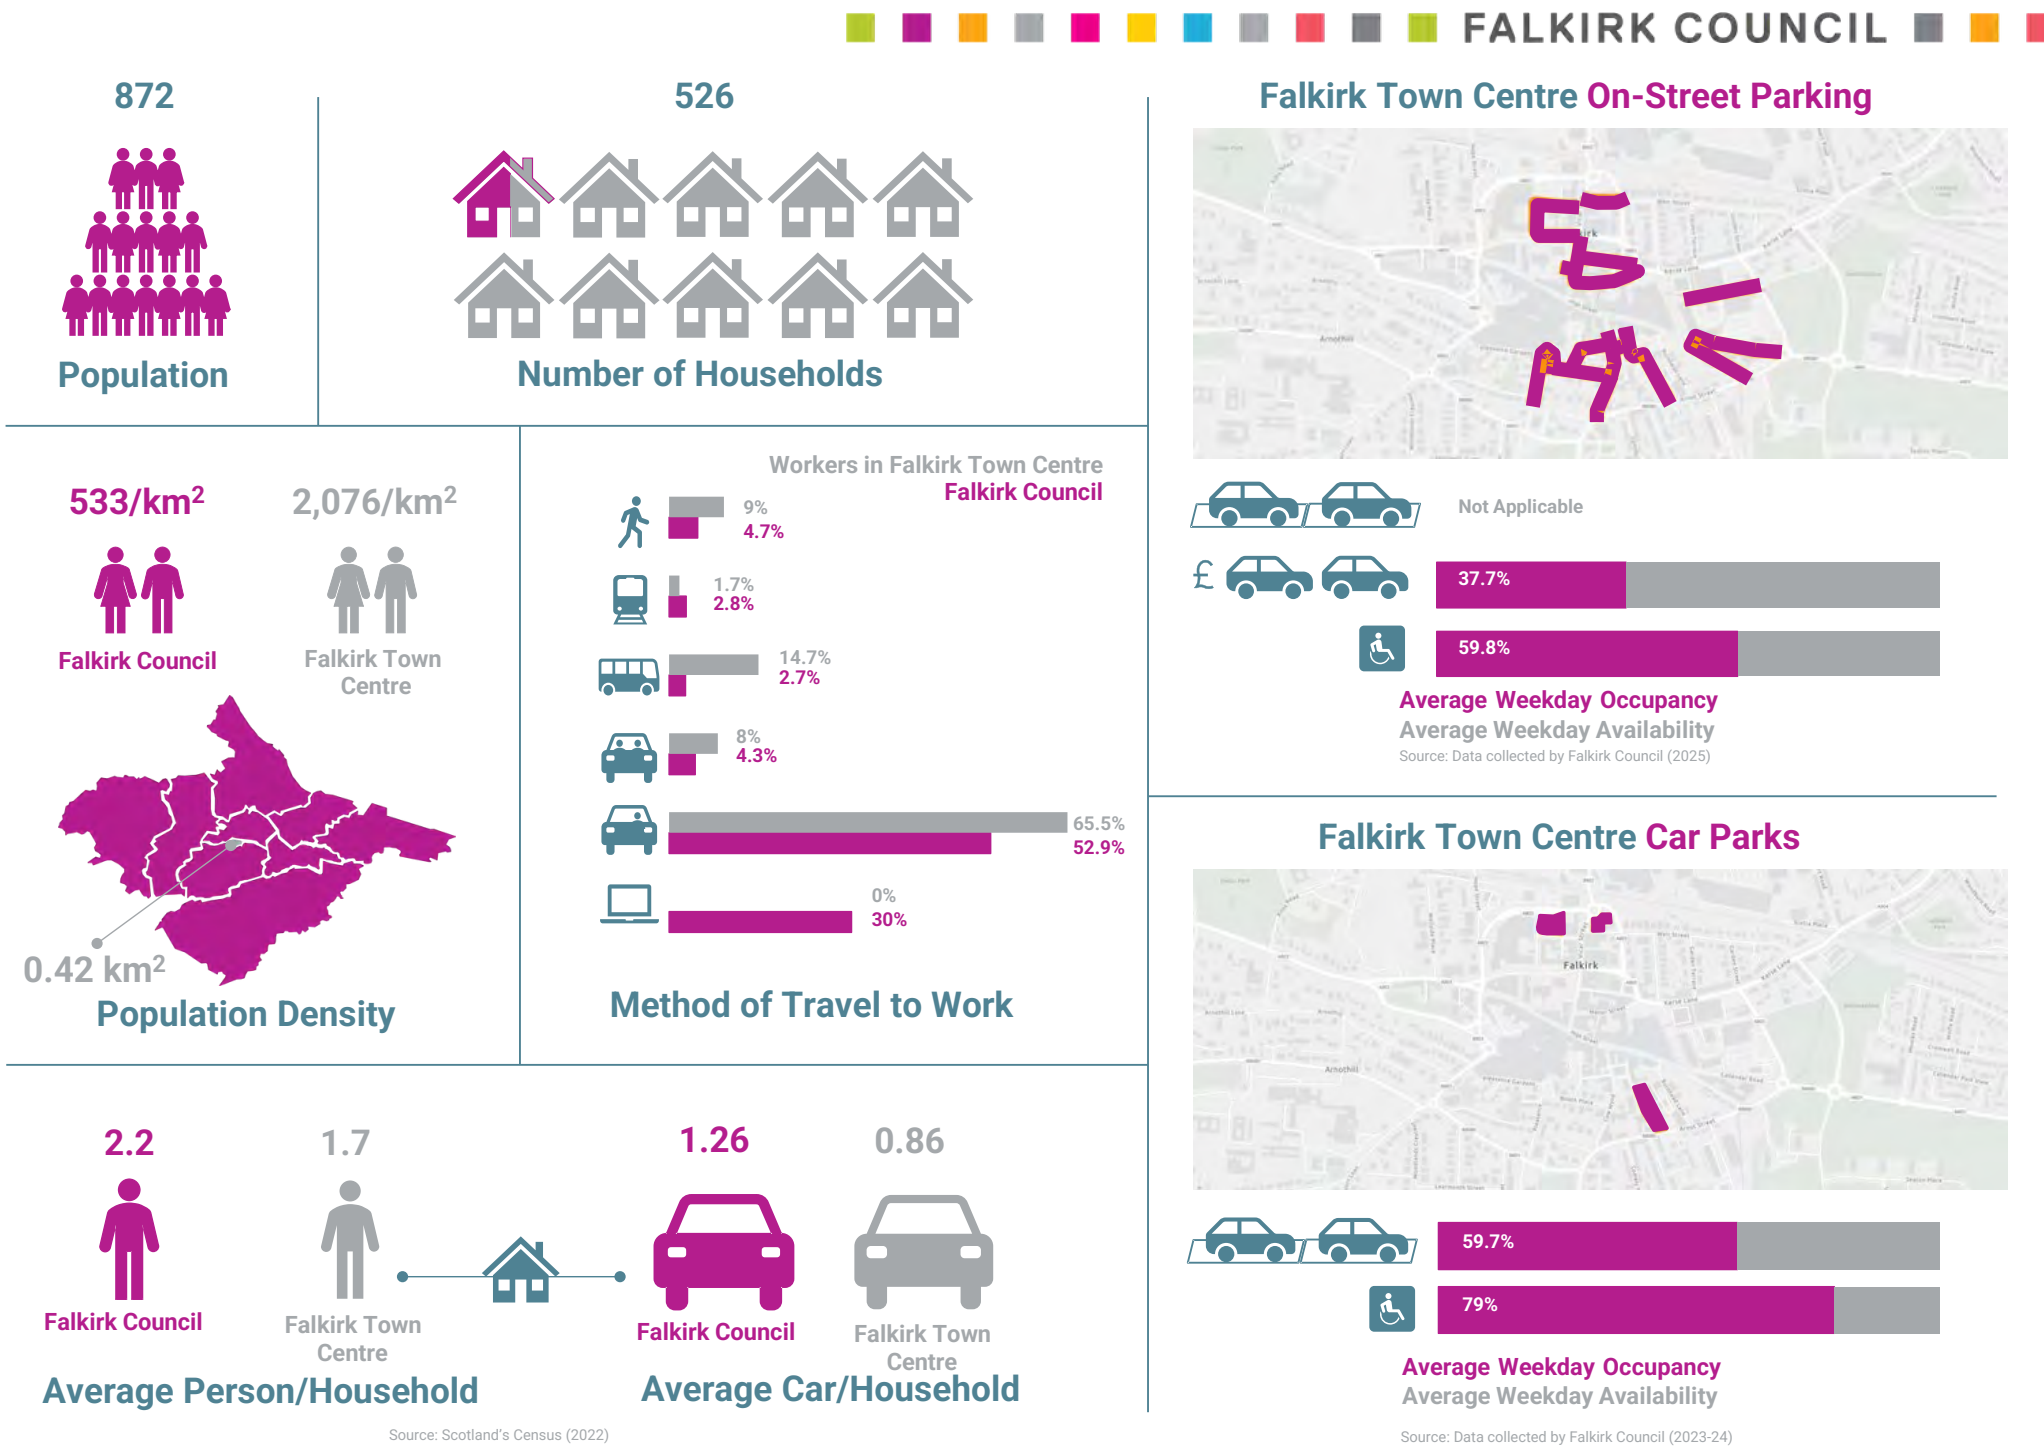 FALKIRK COUNCIL
872
Population
526
Number of Households
533/km²
Falkirk Council
2,076/km²
Falkirk Town
Centre
0.42 km²
Population Density
Workers in Falkirk Town Centre
Falkirk Council
9%
4.7%
1.7%
2.8%
14.7%
2.7%
8%
4.3%
65.5%
52.9%
0%
30%
Method of Travel to Work
2.2
Falkirk Council
1.7
Falkirk Town
Centre
Average Person/Household
1.26
Falkirk Council
0.86
Falkirk Town
Centre
Average Car/Household
Source: Scotland's Census (2022)
Falkirk Town Centre On-Street Parking
Arnothill
Not Applicable
£
37.7%
59.8%
Average Weekday Occupancy
Average Weekday Availability
Source: Data collected by Falkirk Council (2025)
Falkirk Town Centre Car Parks
Falkirk
Arnothill
59.7%
79%
Average Weekday Occupancy
Average Weekday Availability
Source: Data collected by Falkirk Council (2023-24)